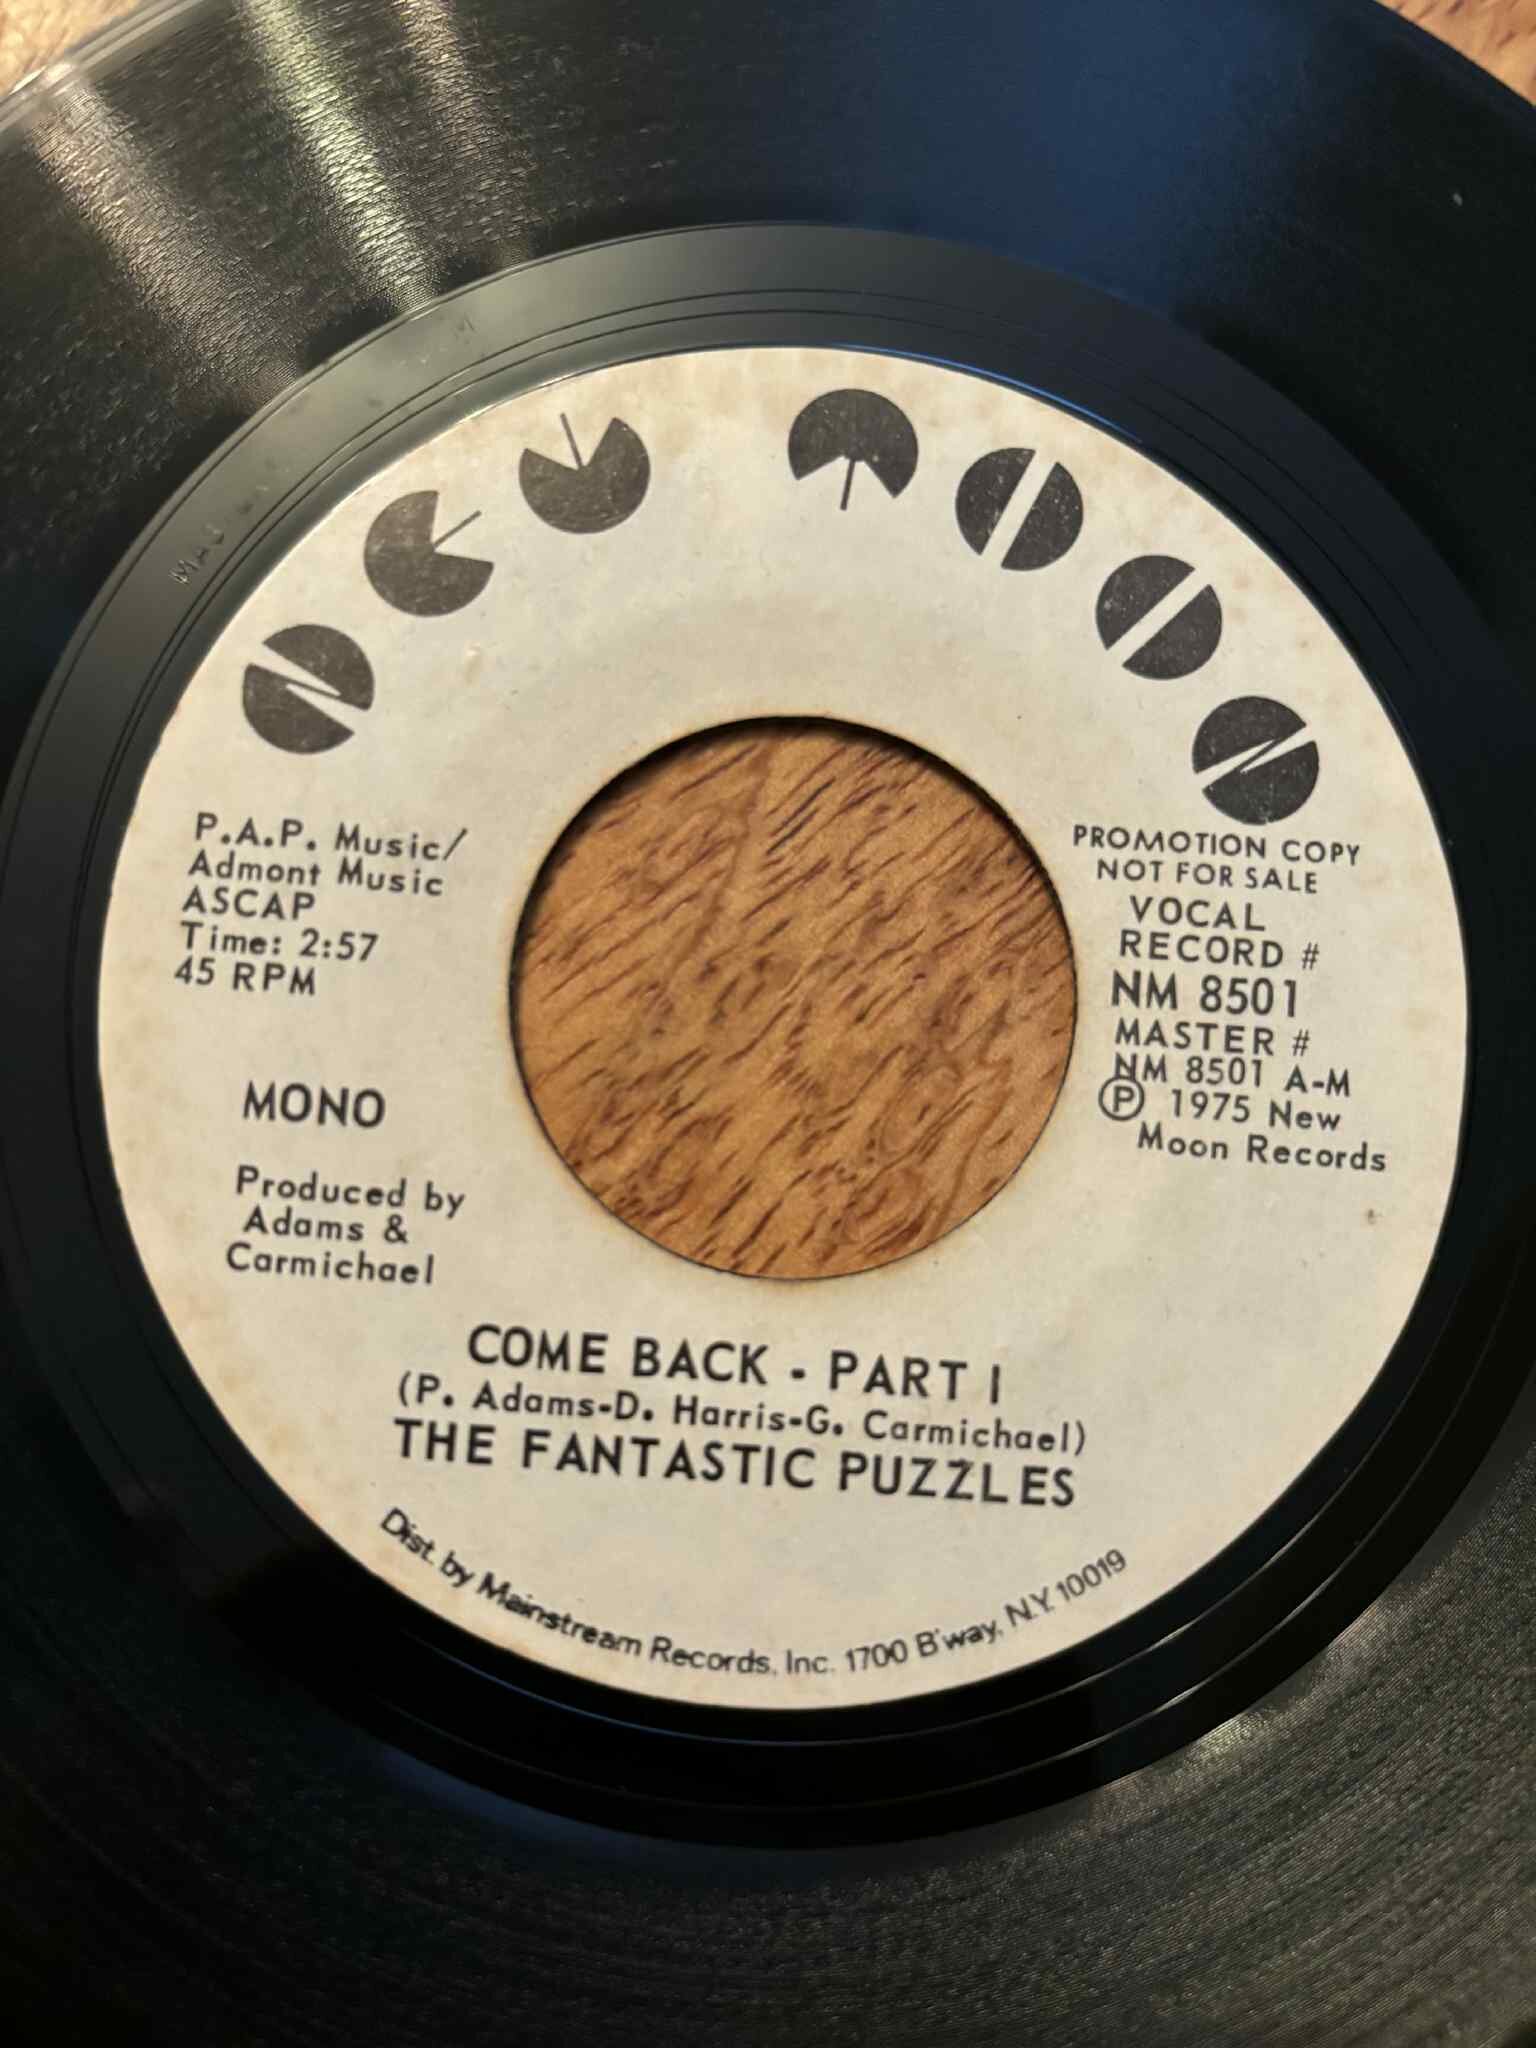 NEW MOON
P.A.P. Music/
Admont Music
ASCAP
Time: 2:57
45 RPM
MONO
Produced by
Adams &
Carmichael
PROMOTION COPY
NOT FOR SALE
VOCAL
RECORD #
NM 8501
MASTER #
NM 8501 A-M
Ⓟ 1975 New
Moon Records
COME BACK - PART I
(P. Adams-D. Harris-G. Carmichael)
THE FANTASTIC PUZZLES
Dist. by Mainstream Records, Inc. 1700 B'way, N.Y. 10019